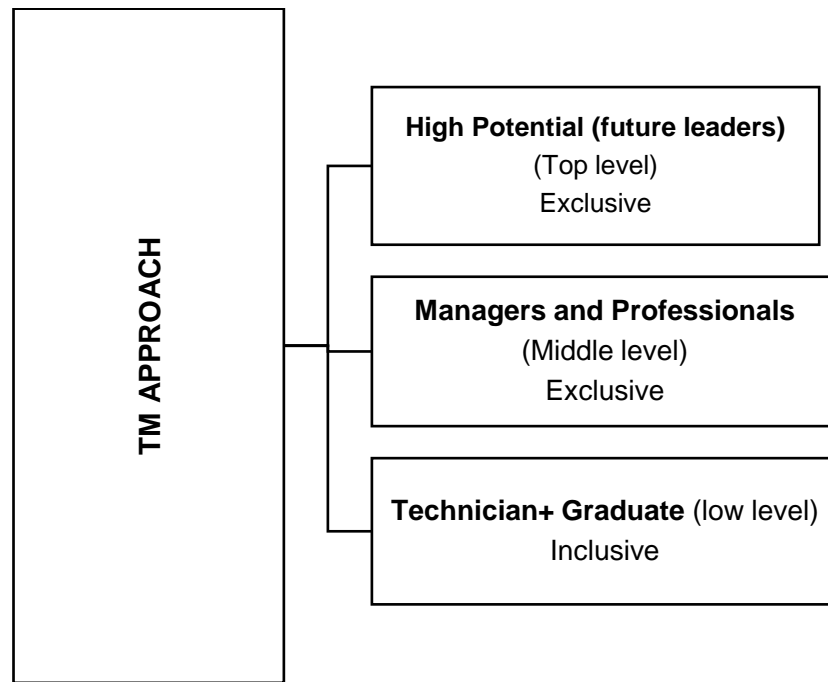 TM APPROACH
High Potential (future leaders)
(Top level)
Exclusive
Managers and Professionals
(Middle level)
Exclusive
Technician+ Graduate (low level)
Inclusive